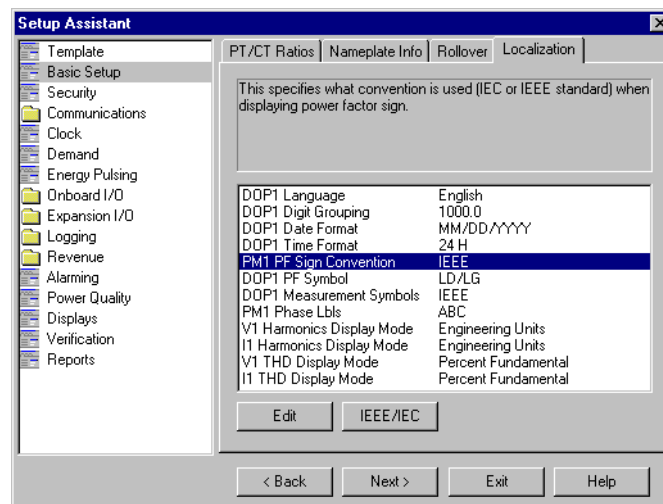 Setup Assistant
Template
Basic Setup
Security
Communications
Clock
Demand
Energy Pulsing
Onboard I/O
Expansion I/O
Logging
Revenue
Alarming
Power Quality
Displays
Verification
Reports
PT/CT Ratios Nameplate Info Rollover Localization
This specifies what convention is used (IEC or IEEE standard) when
displaying power factor sign.
DOP1 Language English
DOP1 Digit Grouping 1000.0
DOP1 Date Format MM/DD/YYYY
DOP1 Time Format 24 H
PM1 PF Sign Convention IEEE
DOP1 PF Symbol LD/LG
DOP1 Measurement Symbols IEEE
PM1 Phase Lbls ABC
V1 Harmonics Display Mode Engineering Units
I1 Harmonics Display Mode Engineering Units
V1 THD Display Mode Percent Fundamental
I1 THD Display Mode Percent Fundamental
Edit IEEE/IEC
< Back Next > Exit Help